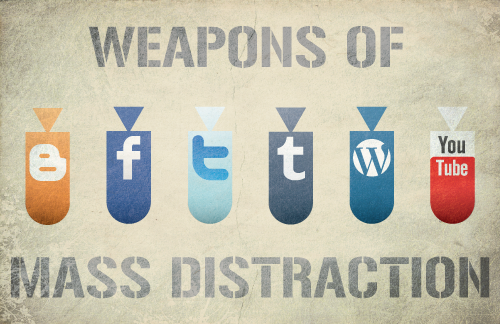 WEAPONS OF
f t t W You
Tube
MASS DISTRACTION